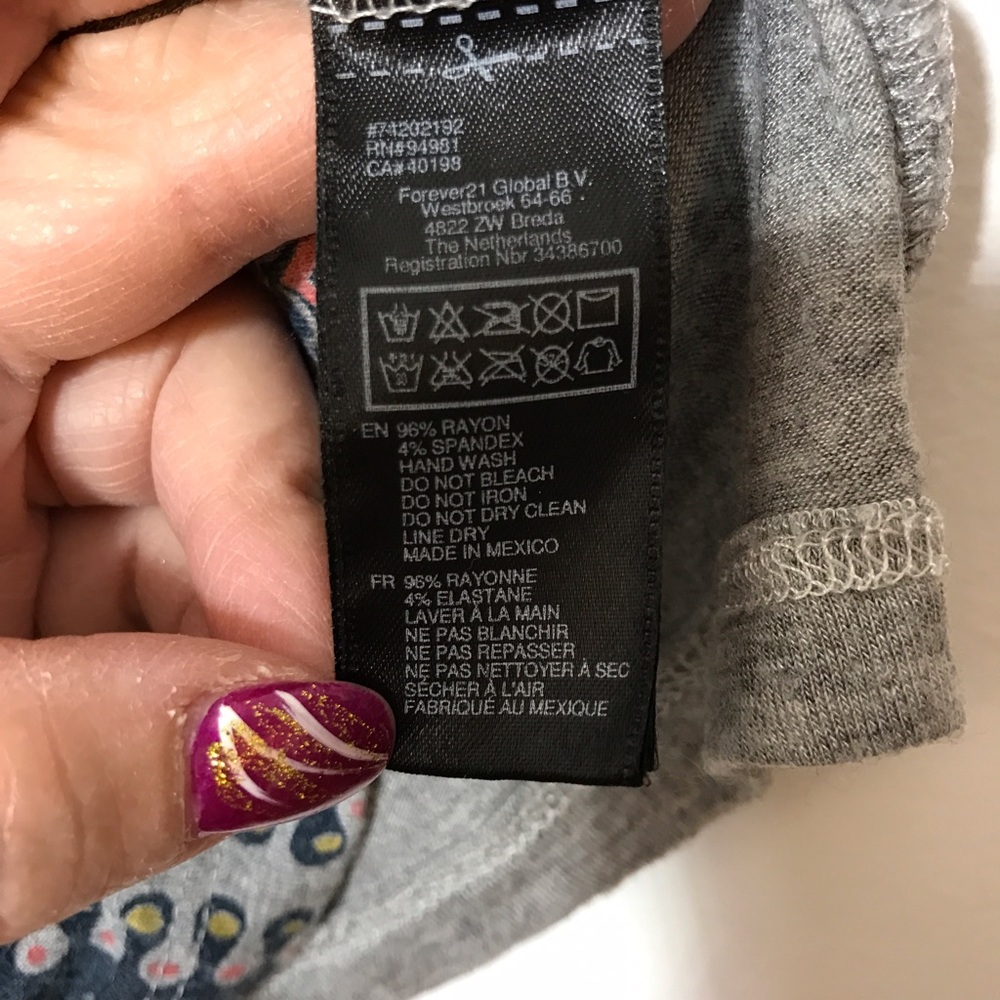 #74202192
RN#94981
CA#40198
Forever21 Global B.V.
Westbroek 54-66
4822 ZW Breda
The Netherlands
Registration Nbr 34386700
EN 96% RAYON
4% SPANDEX
HAND WASH
DO NOT BLEACH
DO NOT IRON
DO NOT DRY CLEAN
LINE DRY
MADE IN MEXICO
FR 96% RAYONNE
4% ELASTANE
LAVER À LA MAIN
NE PAS BLANCHIR
NE PAS REPASSER
NE PAS NETTOYER À SEC
SÉCHER À L'AIR
FABRIQUÉ AU MEXIQUE